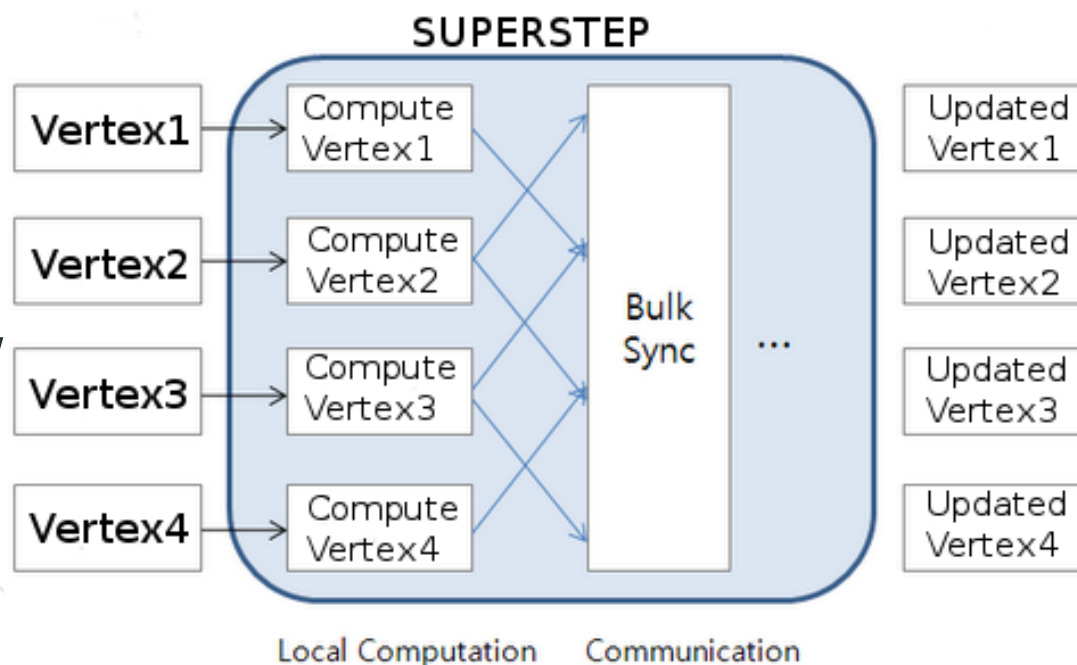 SUPERSTEP
Vertex1
Compute
Vertex1
Updated
Vertex1
Vertex2
Compute
Vertex2
Updated
Vertex2
Bulk
Sync
...
Vertex3
Compute
Vertex3
Updated
Vertex3
Vertex4
Compute
Vertex4
Updated
Vertex4
Local Computation
Communication